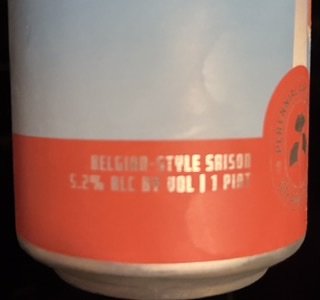 BELGIAN-STYLE SAISON
5.2% ALC BY VOL | 1 PINT